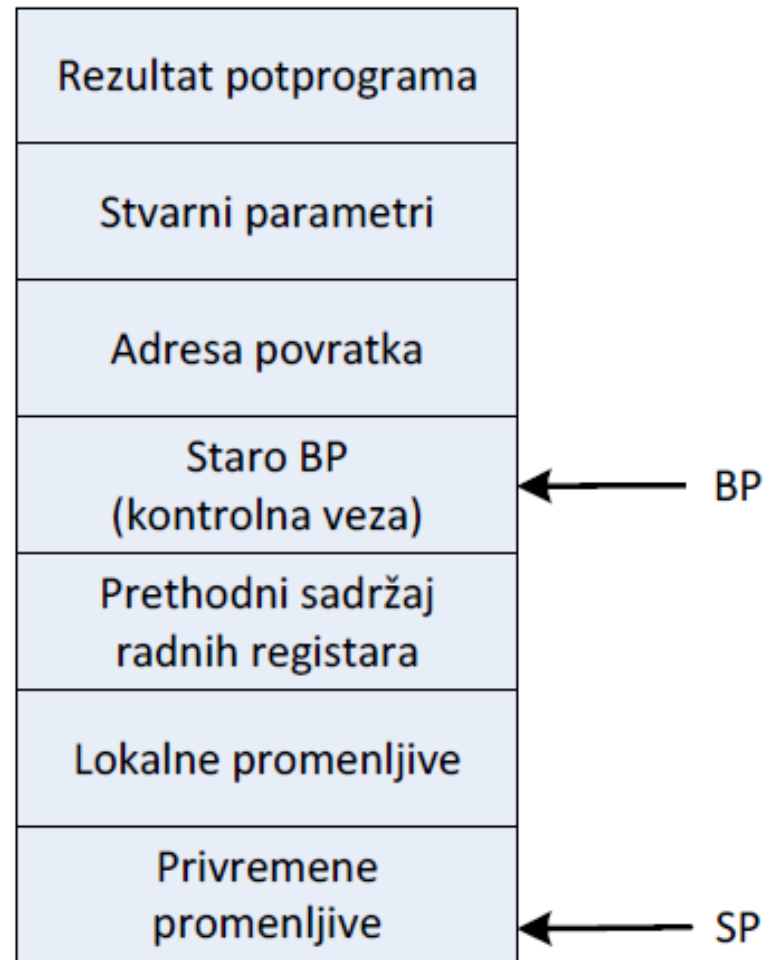 Rezultat potprograma
Stvarni parametri
Adresa povratka
Staro BP
(kontrolna veza)
BP
Prethodni sadržaj
radnih registara
Lokalne promenljive
Privremene
promenljive
SP